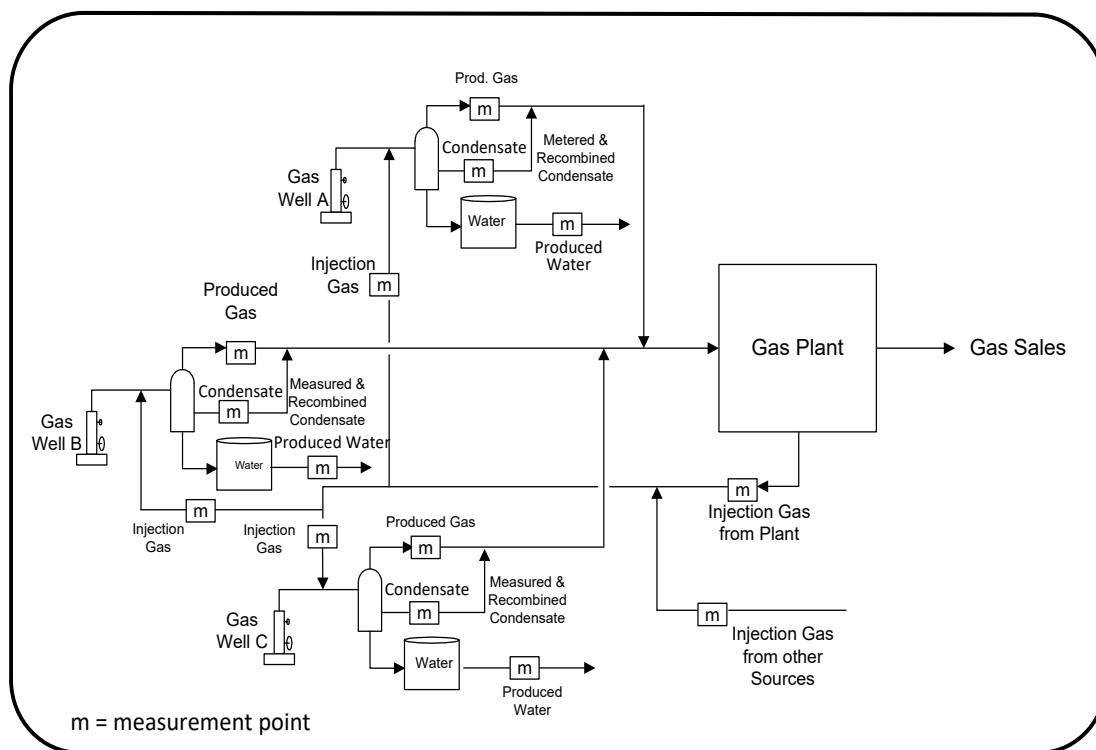 Prod. Gas
m
Condensate
m
Metered &
Recombined
Condensate
Gas
Well A
Water
m
Produced
Water
Injection
Gas
m
Produced
Gas
m
Gas Plant
Gas Sales
Condensate
m
Measured &
Recombined
Condensate
Gas
Well B
Produced Water
Water
m
m
Injection Gas
from Plant
m
Injection
Gas
Injection
Gas
m
Produced Gas
m
Condensate
m
Measured &
Recombined
Condensate
Gas
Well C
Water
m
Produced
Water
m
Injection Gas
from other
Sources
m = measurement point